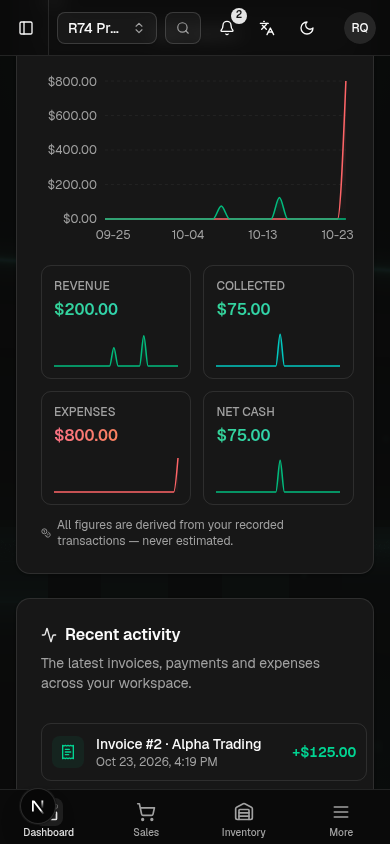 R74 Pr...
2
RQ
$800.00
$600.00
$400.00
$200.00
$0.00
09-25 10-04 10-13 10-23
REVENUE
$200.00
COLLECTED
$75.00
EXPENSES
$800.00
NET CASH
$75.00
All figures are derived from your recorded
transactions — never estimated.
Recent activity
The latest invoices, payments and expenses
across your workspace.
Invoice #2 · Alpha Trading
+$125.00
Oct 23, 2026, 4:19 PM
N
Dashboard Sales Inventory More